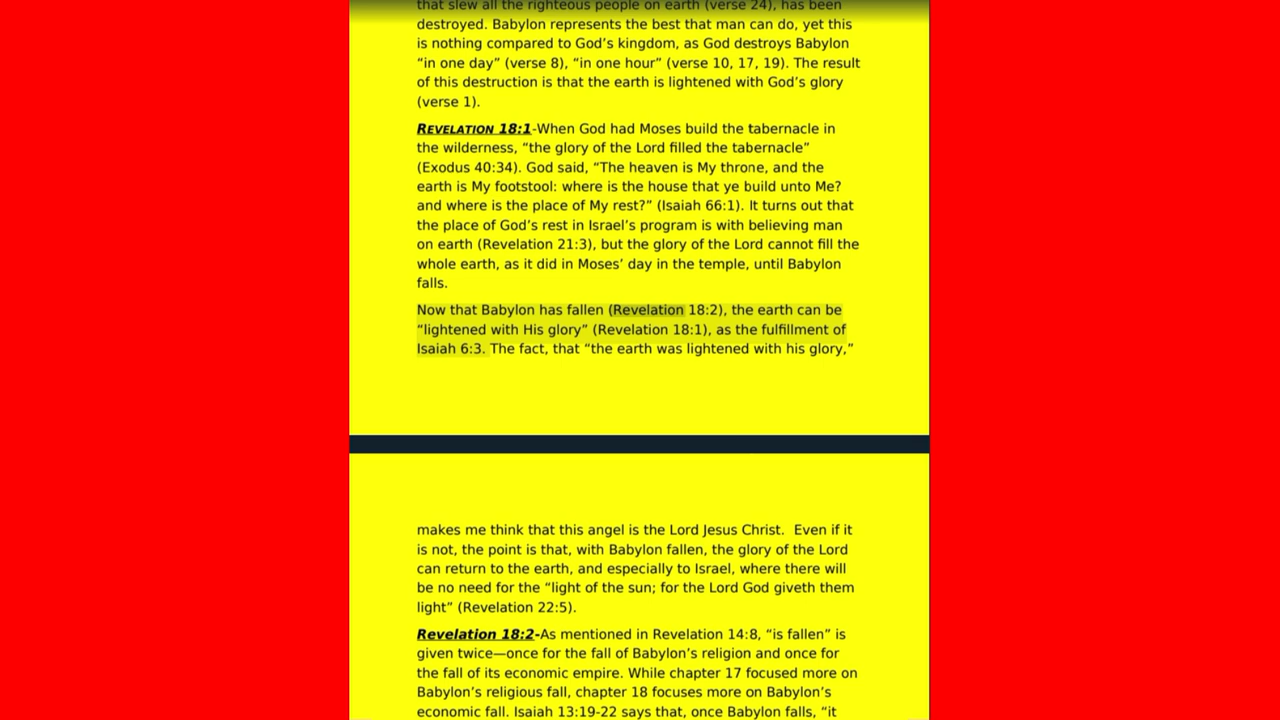 that slew all the righteous people on earth (verse 24), has been
destroyed. Babylon represents the best that man can do, yet this
is nothing compared to God’s kingdom, as God destroys Babylon
“in one day” (verse 8), “in one hour” (verse 10, 17, 19). The result
of this destruction is that the earth is lightened with God’s glory
(verse 1).
REVELATION 18:1-When God had Moses build the tabernacle in
the wilderness, “the glory of the Lord filled the tabernacle”
(Exodus 40:34). God said, “The heaven is My throne, and the
earth is My footstool: where is the house that ye build unto Me?
and where is the place of My rest?” (Isaiah 66:1). It turns out that
the place of God’s rest in Israel’s program is with believing man
on earth (Revelation 21:3), but the glory of the Lord cannot fill the
whole earth, as it did in Moses’ day in the temple, until Babylon
falls.
Now that Babylon has fallen (Revelation 18:2), the earth can be
“lightened with His glory” (Revelation 18:1), as the fulfillment of
Isaiah 6:3. The fact, that “the earth was lightened with his glory,”
makes me think that this angel is the Lord Jesus Christ.  Even if it
is not, the point is that, with Babylon fallen, the glory of the Lord
can return to the earth, and especially to Israel, where there will
be no need for the “light of the sun; for the Lord God giveth them
light” (Revelation 22:5).
Revelation 18:2-As mentioned in Revelation 14:8, “is fallen” is
given twice—once for the fall of Babylon’s religion and once for
the fall of its economic empire. While chapter 17 focused more on
Babylon’s religious fall, chapter 18 focuses more on Babylon’s
economic fall. Isaiah 13:19-22 says that, once Babylon falls, “it